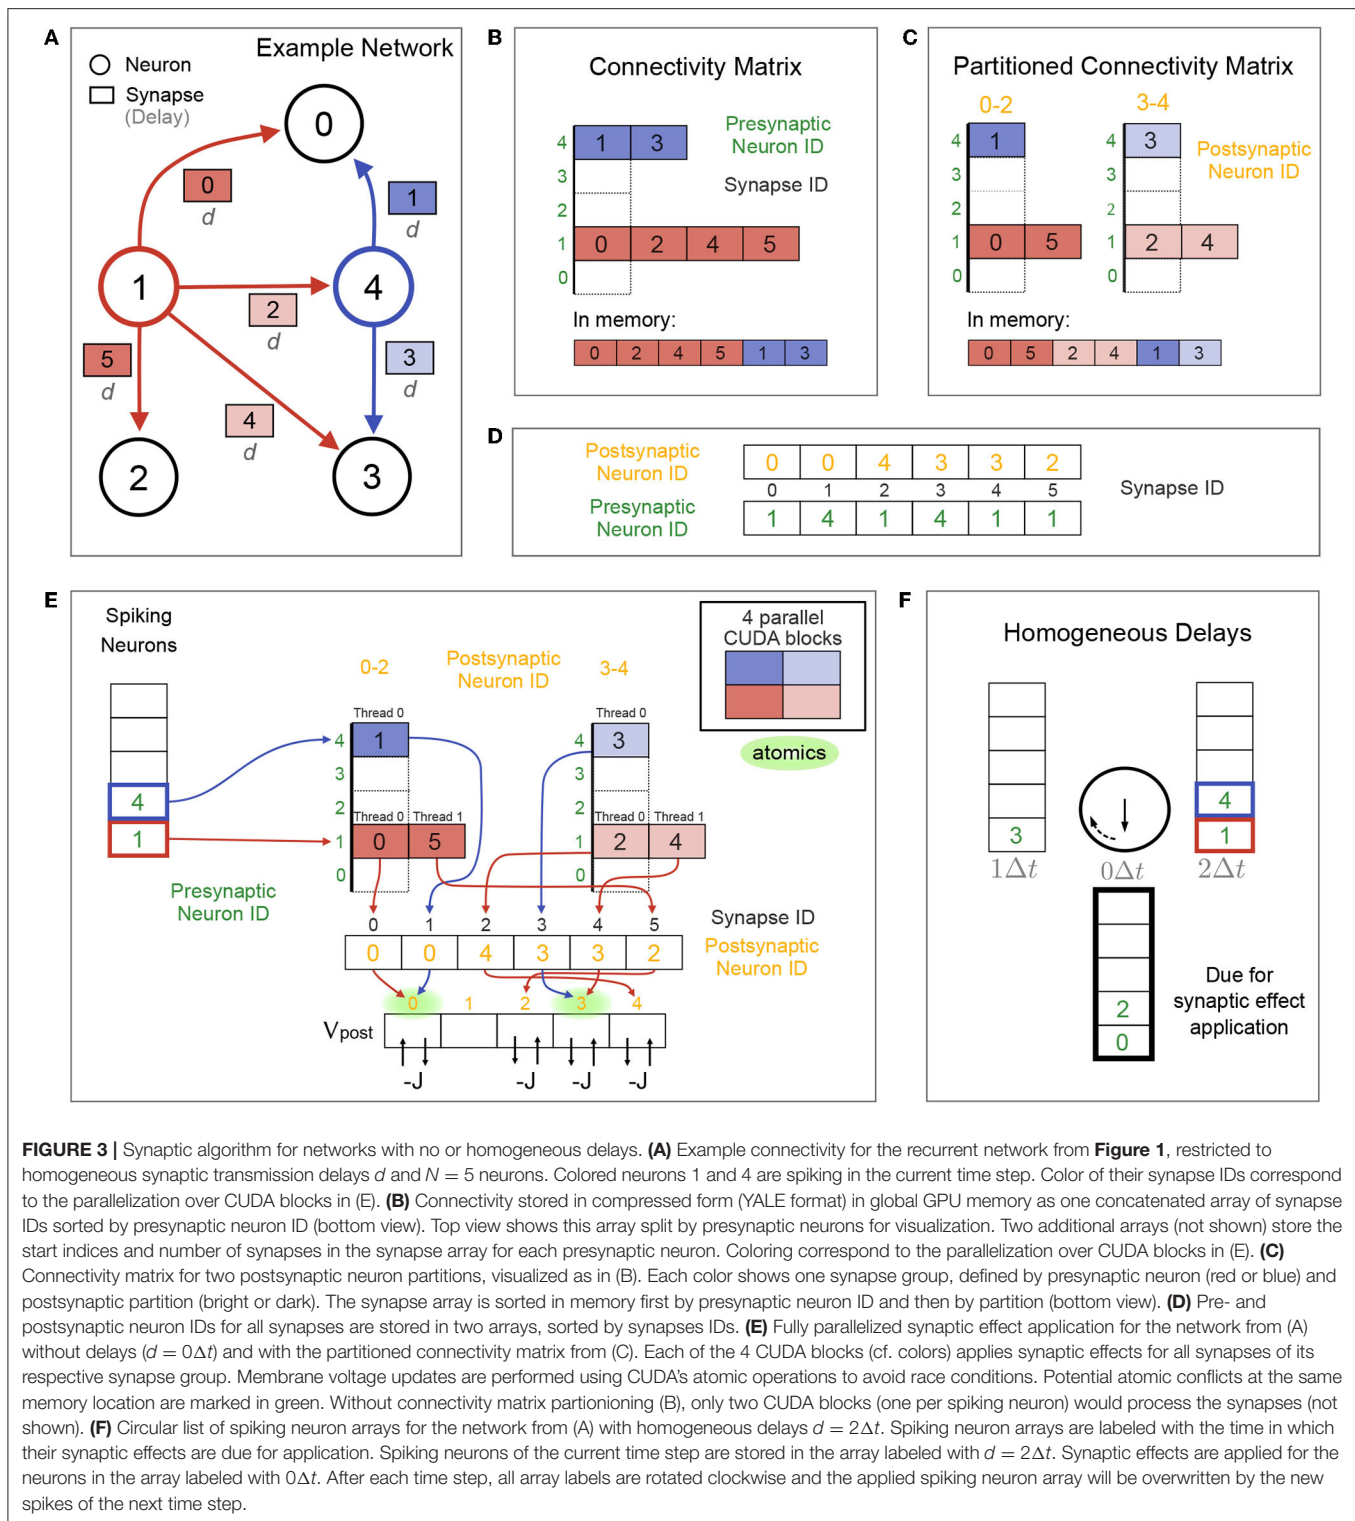 A
Example Network
Neuron
Synapse
(Delay)
0
0
d
1
d
1
4
2
d
5
d
3
d
4
d
2
3
B
Connectivity Matrix
4 1 3
3
2
1 0 2 4 5
0
Presynaptic
Neuron ID
Synapse ID
In memory:
0 2 4 5 1 3
C
Partitioned Connectivity Matrix
0-2 3-4
4 1 4 3
3 3
2 2
1 0 5 1 2 4
0 0
Postsynaptic
Neuron ID
In memory:
0 5 2 4 1 3
D
Postsynaptic
Neuron ID
0 0 4 3 3 2
0 1 2 3 4 5
Synapse ID
Presynaptic
Neuron ID
1 4 1 4 1 1
E
Spiking
Neurons
4
1
0-2
Postsynaptic
Neuron ID
3-4
4 parallel
CUDA blocks
atomics
Thread 0 Thread 0
4 1 4 3
3 3
2 2
Thread 0 Thread 1 Thread 0 Thread 1
1 0 5 1 2 4
0 0
Presynaptic
Neuron ID
0 1 2 3 4 5
Synapse ID
0 0 4 3 3 2
Postsynaptic
Neuron ID
0 1 2 3 4
Vpost
-J -J -J -J
F
Homogeneous Delays
3
1Δt
0Δt
4
1
2Δt
2
0
Due for
synaptic effect
application
FIGURE 3 | Synaptic algorithm for networks with no or homogeneous delays. (A) Example connectivity for the recurrent network from Figure 1, restricted to
homogeneous synaptic transmission delays d and N = 5 neurons. Colored neurons 1 and 4 are spiking in the current time step. Color of their synapse IDs correspond
to the parallelization over CUDA blocks in (E). (B) Connectivity stored in compressed form (YALE format) in global GPU memory as one concatenated array of synapse
IDs sorted by presynaptic neuron ID (bottom view). Top view shows this array split by presynaptic neurons for visualization. Two additional arrays (not shown) store the
start indices and number of synapses in the synapse array for each presynaptic neuron. Coloring correspond to the parallelization over CUDA blocks in (E). (C)
Connectivity matrix for two postsynaptic neuron partitions, visualized as in (B). Each color shows one synapse group, defined by presynaptic neuron (red or blue) and
postsynaptic partition (bright or dark). The synapse array is sorted in memory first by presynaptic neuron ID and then by partition (bottom view). (D) Pre- and
postsynaptic neuron IDs for all synapses are stored in two arrays, sorted by synapses IDs. (E) Fully parallelized synaptic effect application for the network from (A)
without delays (d = 0Δt) and with the partitioned connectivity matrix from (C). Each of the 4 CUDA blocks (cf. colors) applies synaptic effects for all synapses of its
respective synapse group. Membrane voltage updates are performed using CUDA's atomic operations to avoid race conditions. Potential atomic conflicts at the same
memory location are marked in green. Without connectivity matrix partionioning (B), only two CUDA blocks (one per spiking neuron) would process the synapses (not
shown). (F) Circular list of spiking neuron arrays for the network from (A) with homogeneous delays d = 2Δt. Spiking neuron arrays are labeled with the time in which
their synaptic effects are due for application. Spiking neurons of the current time step are stored in the array labeled with d = 2Δt. Synaptic effects are applied for the
neurons in the array labeled with 0Δt. After each time step, all array labels are rotated clockwise and the applied spiking neuron array will be overwritten by the new
spikes of the next time step.